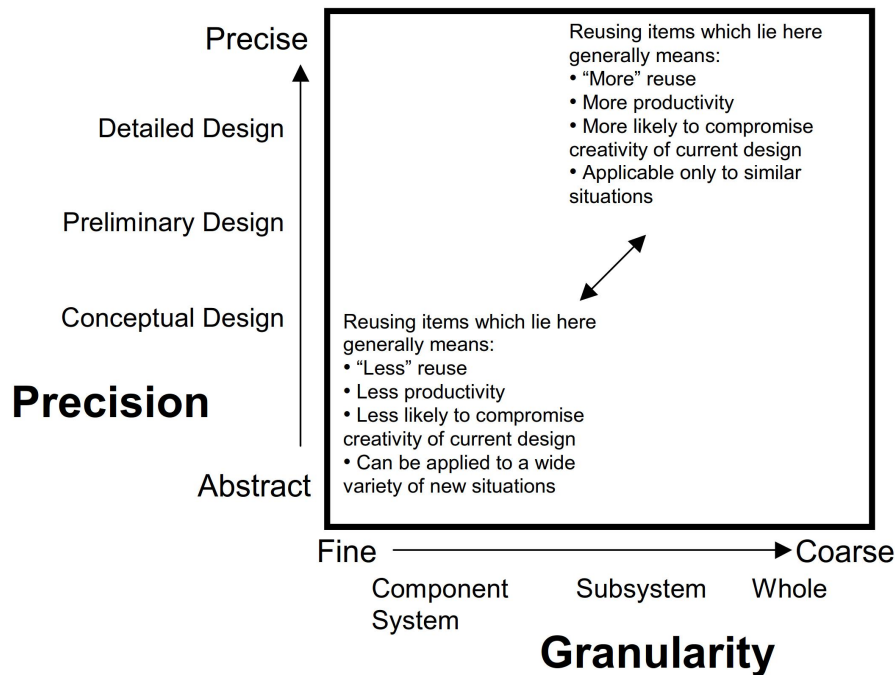 Precise
Detailed Design
Preliminary Design
Conceptual Design
Precision
Abstract
Reusing items which lie here
generally means:
• “More” reuse
• More productivity
• More likely to compromise
creativity of current design
• Applicable only to similar
situations
Reusing items which lie here
generally means:
• “Less” reuse
• Less productivity
• Less likely to compromise
creativity of current design
• Can be applied to a wide
variety of new situations
Fine
Coarse
Component
Subsystem
Whole
System
Granularity